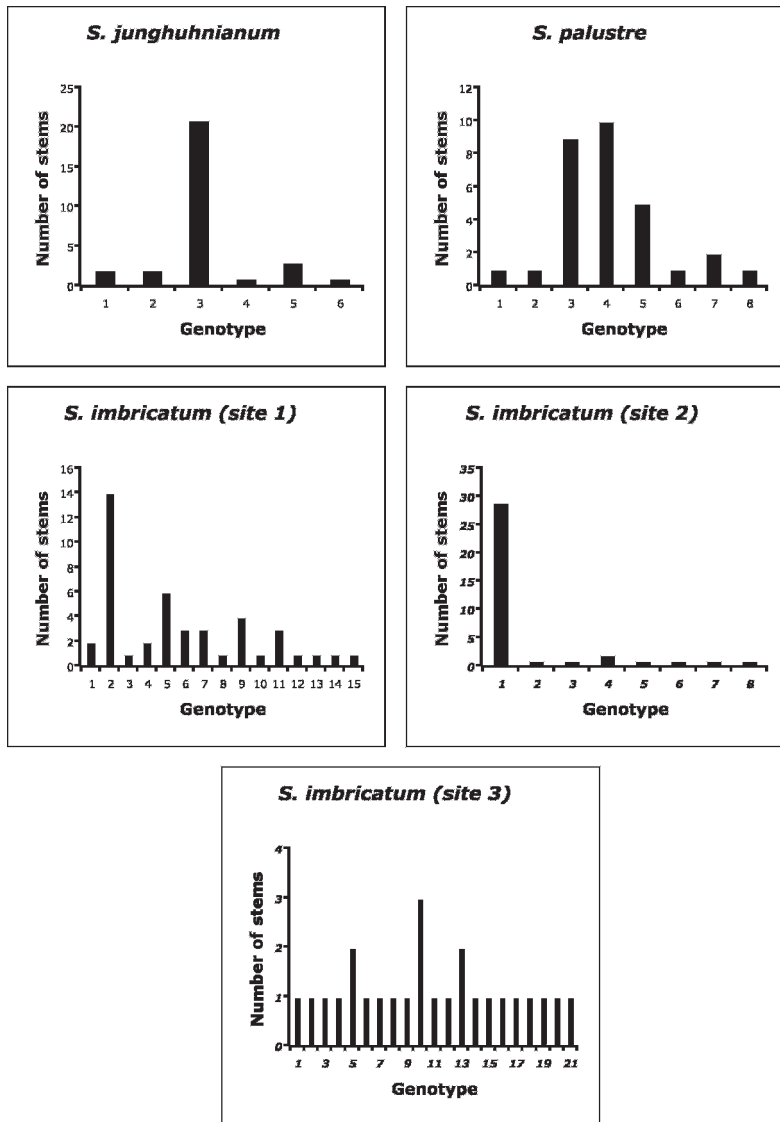 S. junghuhnianum
Number of stems
25
20
15
10
5
0
1 2 3 4 5 6
Genotype
S. palustre
Number of stems
12
10
8
6
4
2
0
1 2 3 4 5 6 7 8
Genotype
S. imbricatum (site 1)
Number of stems
16
14
12
10
8
6
4
2
0
1 2 3 4 5 6 7 8 9 10 11 12 13 14 15
Genotype
S. imbricatum (site 2)
Number of stems
35
30
25
20
15
10
5
0
1 2 3 4 5 6 7 8
Genotype
S. imbricatum (site 3)
Number of stems
4
3
2
1
0
1 3 5 7 9 11 13 15 17 19 21
Genotype